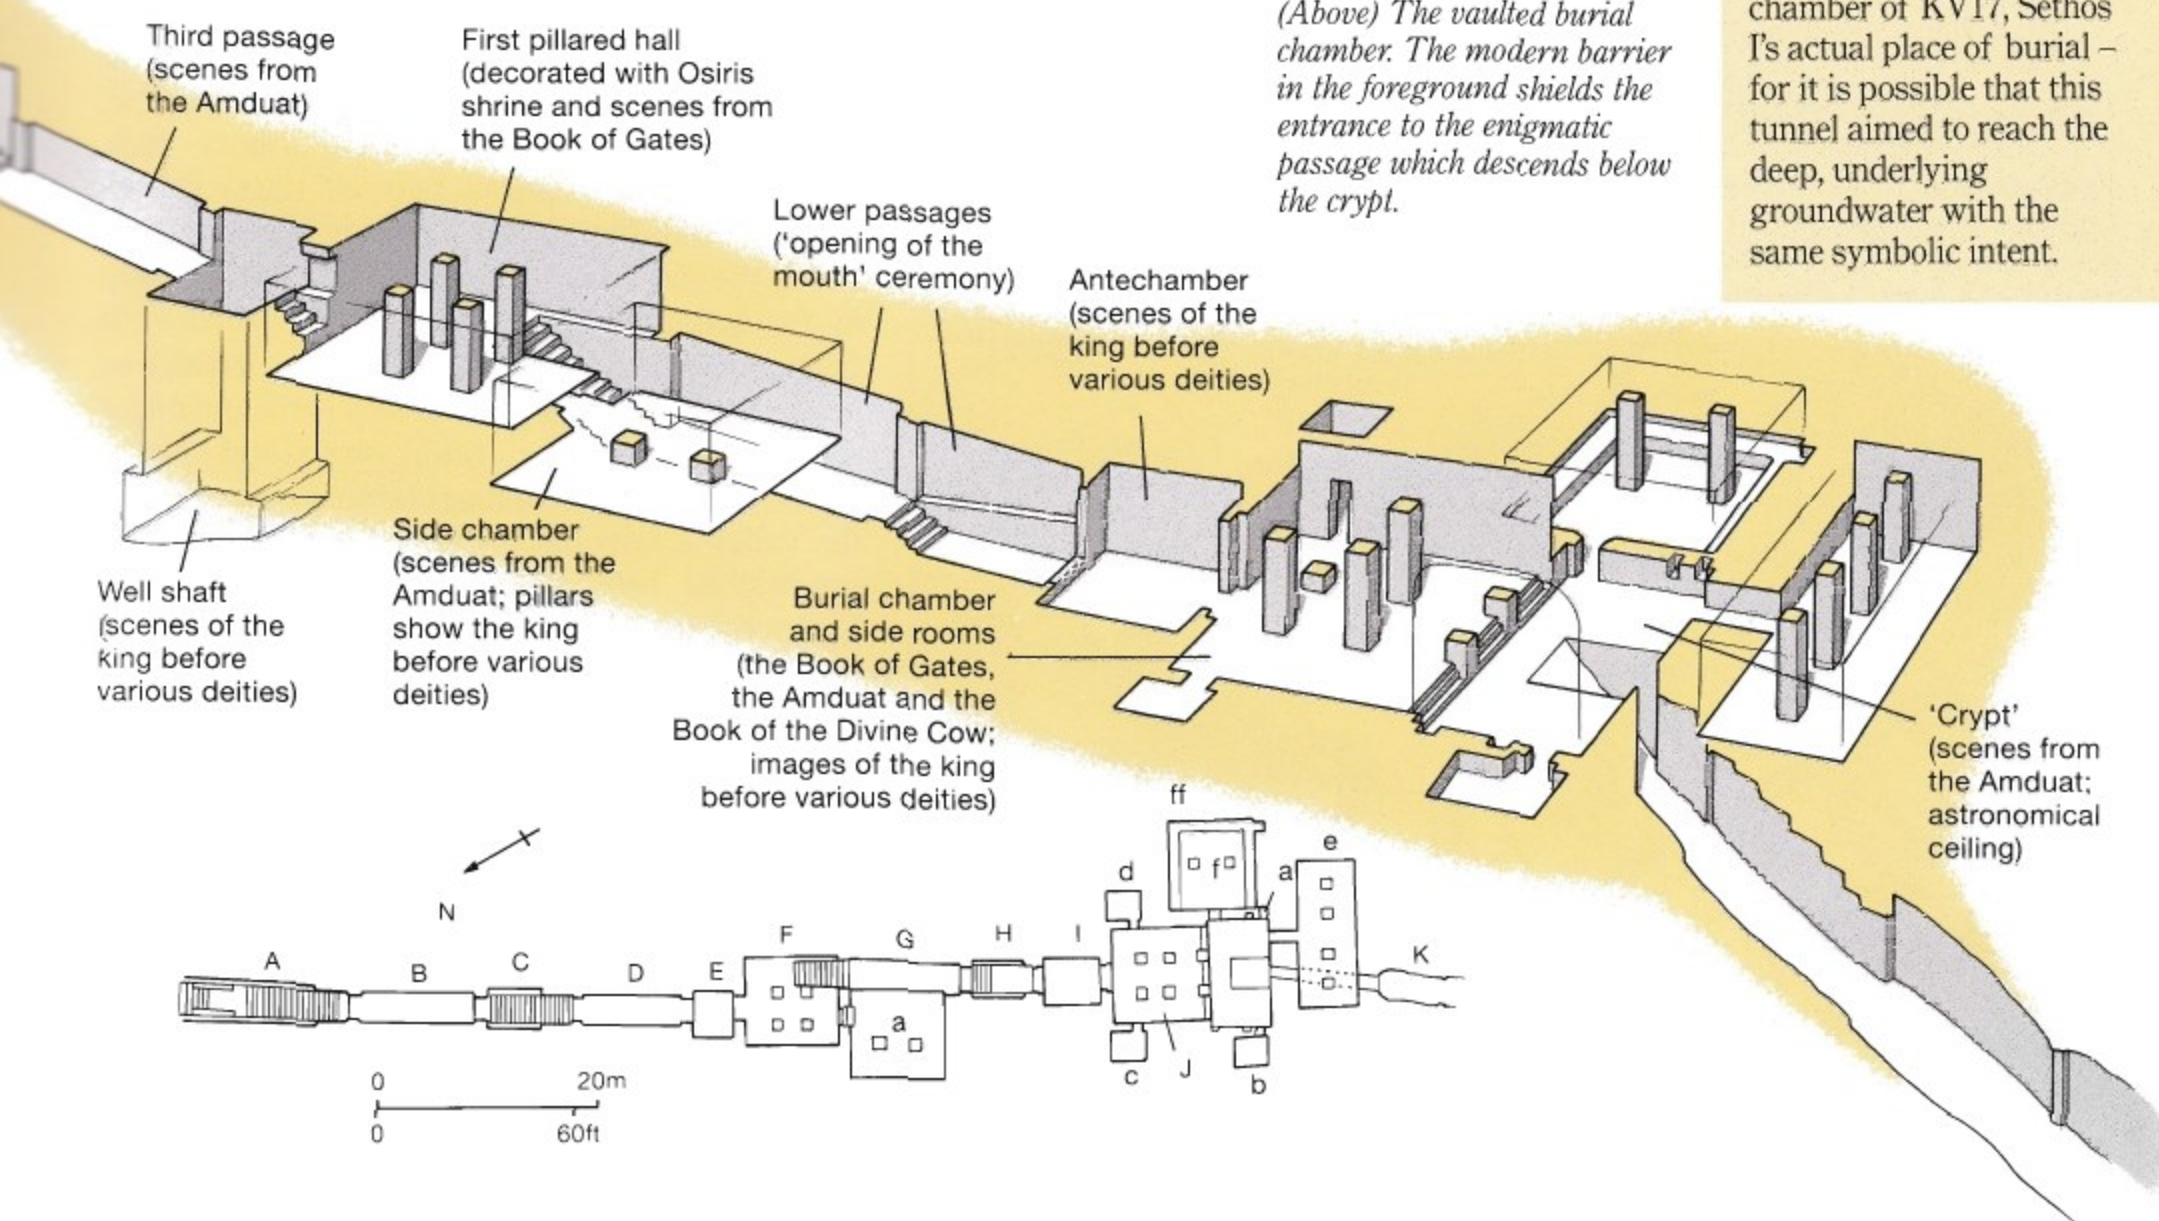 Third passage
(scenes from
the Amduat)
First pillared hall
(decorated with Osiris
shrine and scenes from
the Book of Gates)
(Above) The vaulted burial
chamber. The modern barrier
in the foreground shields the
entrance to the enigmatic
passage which descends below
the crypt.
chamber of KV17, Sethos
I's actual place of burial –
for it is possible that this
tunnel aimed to reach the
deep, underlying
groundwater with the
same symbolic intent.
Lower passages
('opening of the
mouth' ceremony)
Antechamber
(scenes of the
king before
various deities)
Well shaft
(scenes of the
king before
various deities)
Side chamber
(scenes from the
Amduat; pillars
show the king
before various
deities)
Burial chamber
and side rooms
(the Book of Gates,
the Amduat and the
Book of the Divine Cow;
images of the king
before various deities)
'Crypt'
(scenes from
the Amduat;
astronomical
ceiling)
N
A
B
C
D
E
F
G
a
H
I
d
ff
f
a
e
K
c
J
b
0 20m
0 60ft